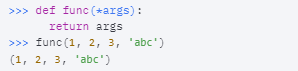 >>> def func(*args):
        return args
>>> func(1, 2, 3, 'abc')
(1, 2, 3, 'abc')